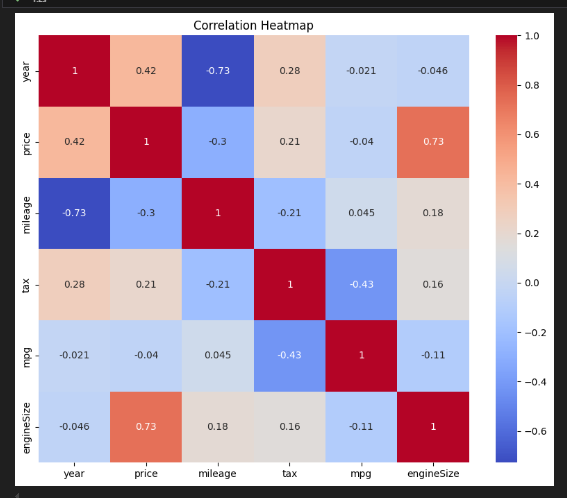 Correlation Heatmap
year 1 0.42 -0.73 0.28 -0.021 -0.046
price 0.42 1 -0.3 0.21 -0.04 0.73
mileage -0.73 -0.3 1 -0.21 0.045 0.18
tax 0.28 0.21 -0.21 1 -0.43 0.16
mpg -0.021 -0.04 0.045 -0.43 1 -0.11
engineSize -0.046 0.73 0.18 0.16 -0.11 1
year price mileage tax mpg engineSize
1.0
0.8
0.6
0.4
0.2
0.0
−0.2
−0.4
−0.6